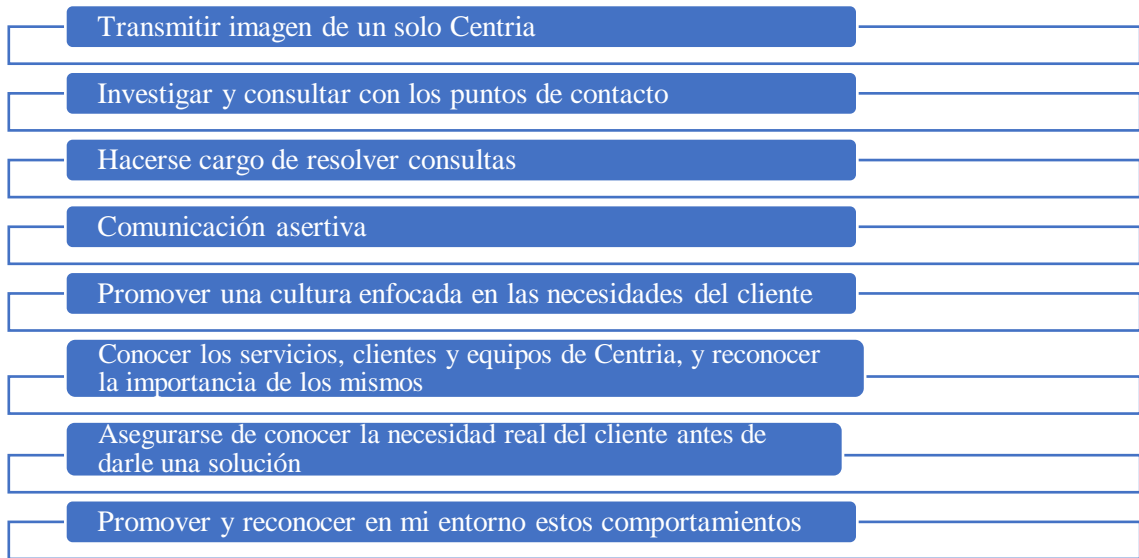 Transmitir imagen de un solo Centria
Investigar y consultar con los puntos de contacto
Hacerse cargo de resolver consultas
Comunicación asertiva
Promover una cultura enfocada en las necesidades del cliente
Conocer los servicios, clientes y equipos de Centria, y reconocer
la importancia de los mismos
Asegurarse de conocer la necesidad real del cliente antes de
darle una solución
Promover y reconocer en mi entorno estos comportamientos